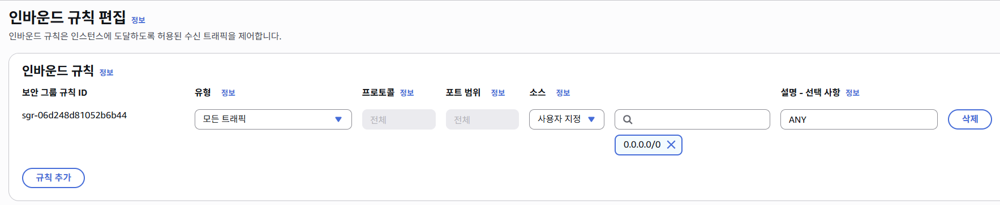 인바운드 규칙 편집 정보
인바운드 규칙은 인스턴스에 도달하도록 허용된 수신 트래픽을 제어합니다.
인바운드 규칙 정보
보안 그룹 규칙 ID 유형 정보 프로토콜 정보 포트 범위 정보 소스 정보 설명 - 선택 사항 정보
sgr-06d248d81052b6b44 모든 트래픽 전체 전체 사용자 지정 ANY 삭제
0.0.0.0/0
규칙 추가